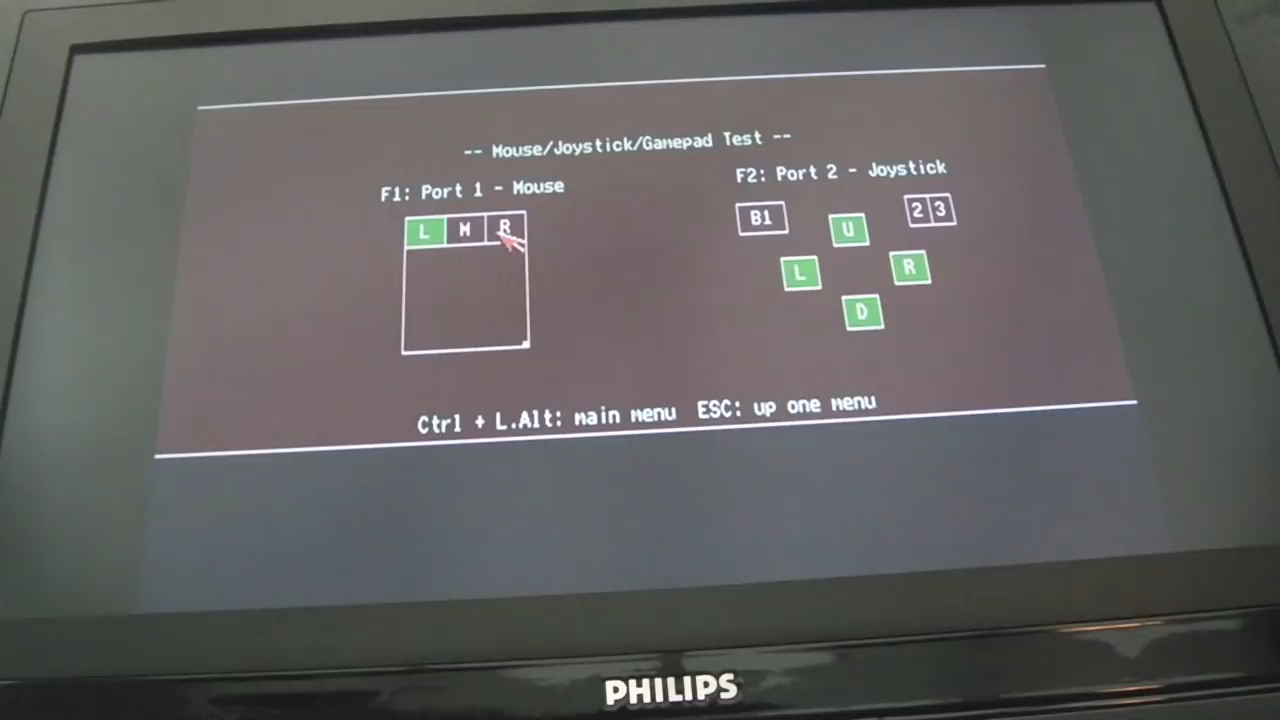 -- Mouse/Joystick/Gamepad Test --
F1: Port 1 - Mouse
F2: Port 2 - Joystick
L M R
B1
U
2 3
L
R
D
Ctrl + L.Alt: main menu ESC: up one menu
PHILIPS